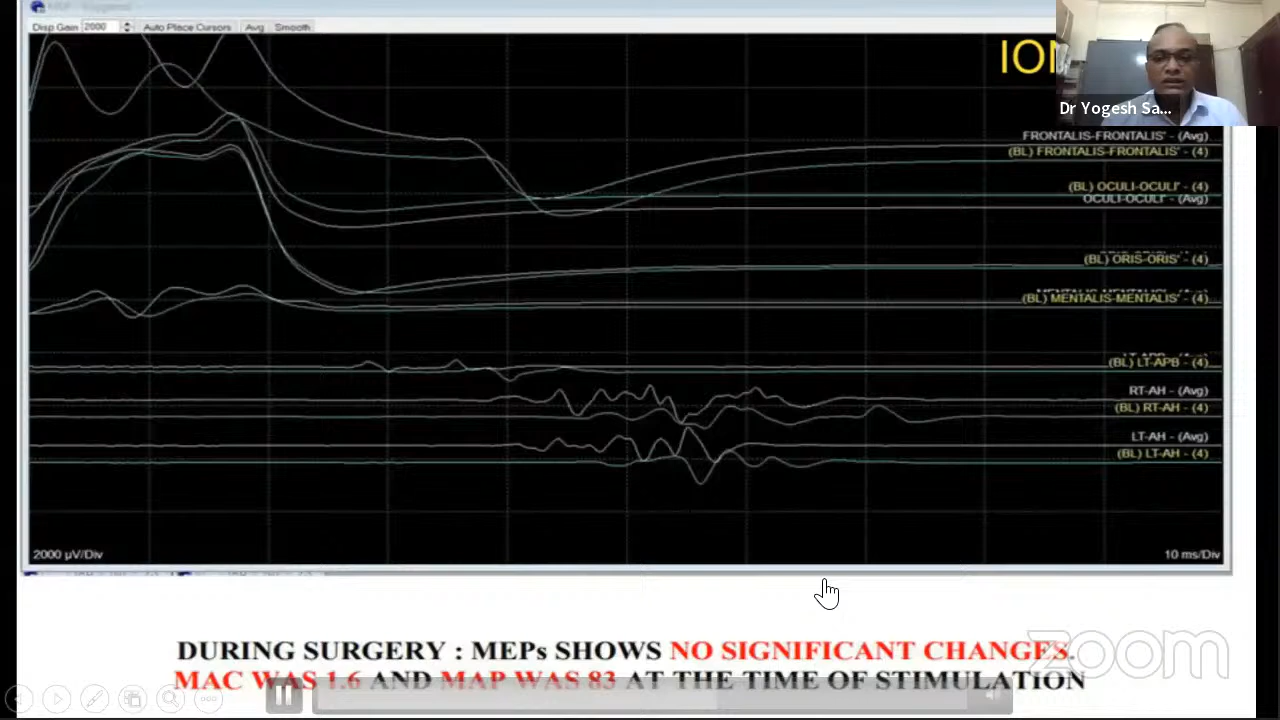 Disp Gain 2000 Auto Place Cursors Avg Smooth
ION
Dr Yogesh Sa...
FRONTALIS-FRONTALIS' - (Avg)
(BL) FRONTALIS-FRONTALIS' - (4)
(BL) OCULI-OCULI' - (4)
OCULI-OCULI' - (Avg)
(BL) ORIS-ORIS' - (4)
(BL) MENTALIS-MENTALIS' - (4)
(BL) LT-APB - (4)
RT-AH - (Avg)
(BL) RT-AH - (4)
LT-AH - (Avg)
(BL) LT-AH - (4)
2000 µV/Div 10 ms/Div
DURING SURGERY : MEPs SHOWS NO SIGNIFICANT CHANGES.
MAC WAS 1.6 AND MAP WAS 83 AT THE TIME OF STIMULATION
zoom